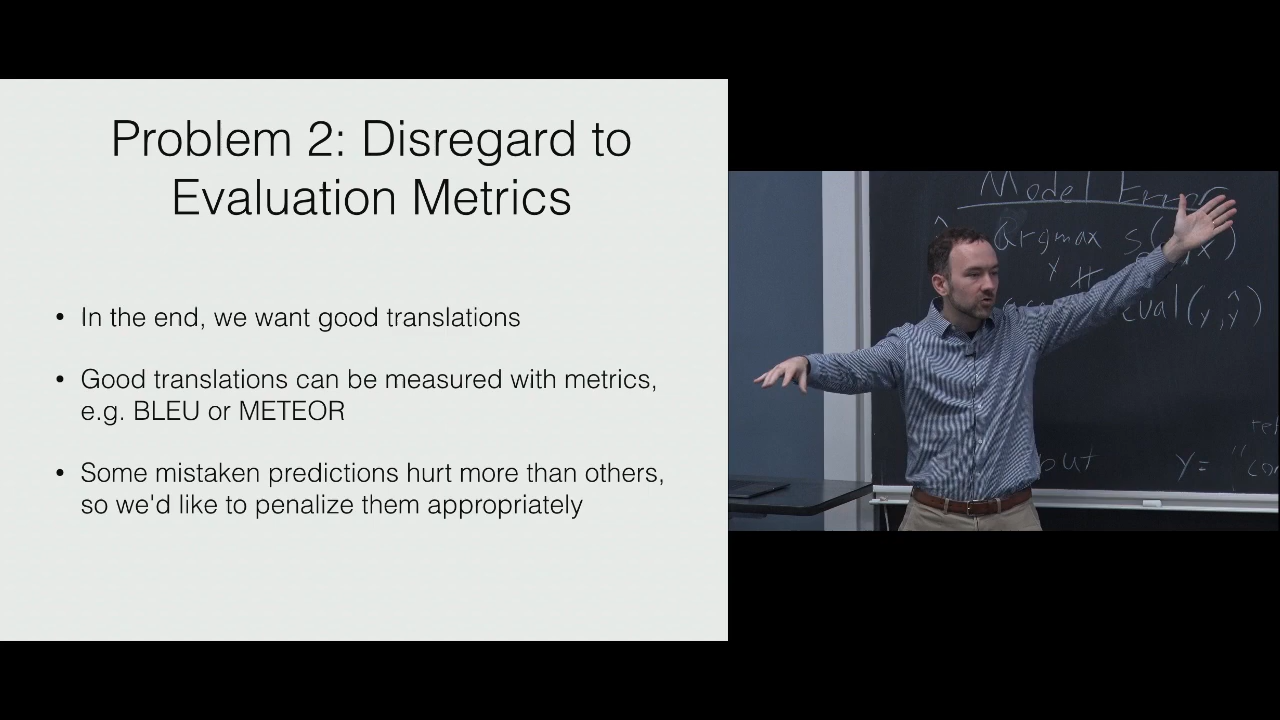 Problem 2: Disregard to
Evaluation Metrics
• In the end, we want good translations
• Good translations can be measured with metrics,
e.g. BLEU or METEOR
• Some mistaken predictions hurt more than others,
so we'd like to penalize them appropriately
Model Error
argmax s(
y
eval(y,ŷ)
y= "